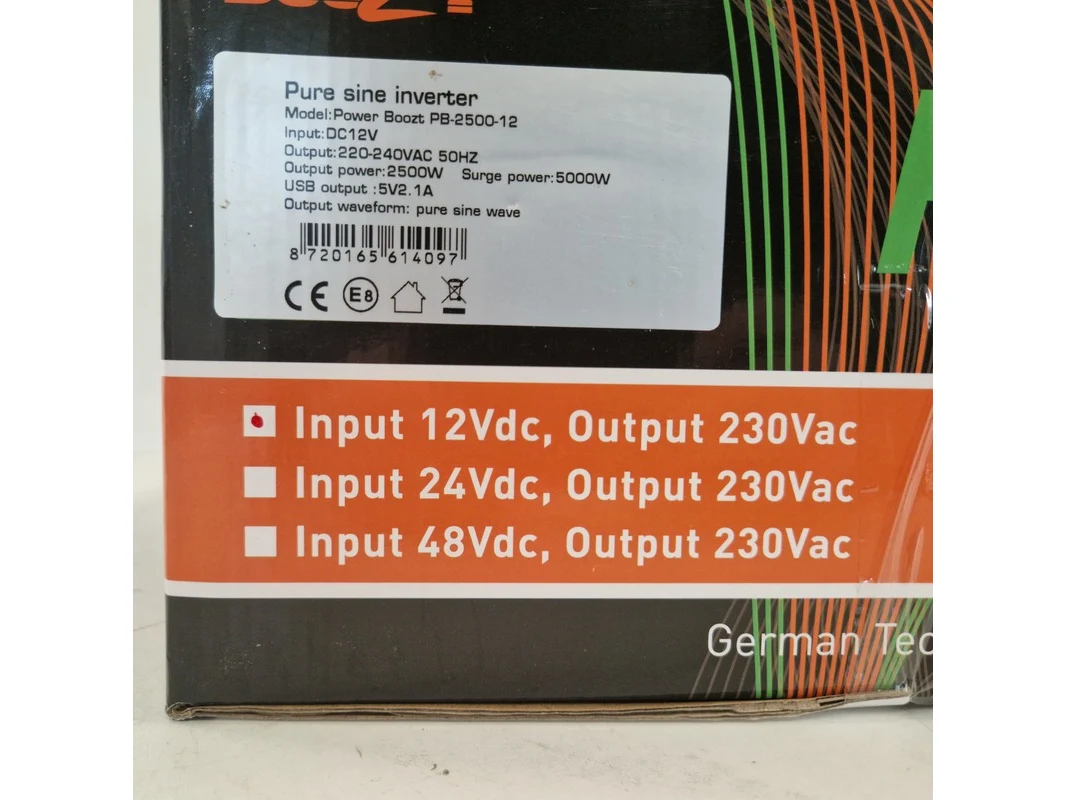 Pure sine inverter
Model:Power Boozt PB-2500-12
Input:DC12V
Output:220-240VAC 50HZ
Output power:2500W Surge power:5000W
USB output :5V2.1A
Output waveform: pure sine wave
8 720165 614097
CE E8
Input 12Vdc, Output 230Vac
Input 24Vdc, Output 230Vac
Input 48Vdc, Output 230Vac
German Tec